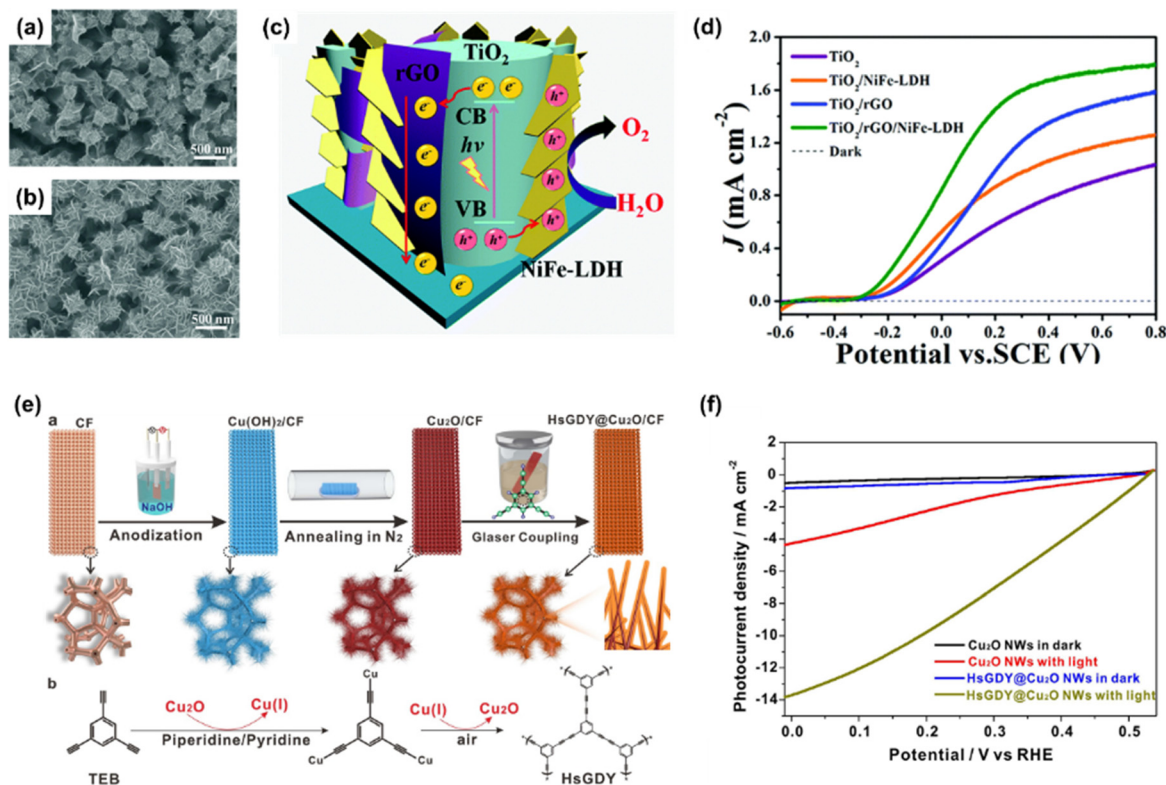 (a)
500 nm
(b)
500 nm
(c)
rGO
TiO₂
e⁻
e⁻ e⁻
h⁺
CB
e⁻
hν
h⁺
O₂
e⁻
h⁺
VB
H₂O
e⁻
h⁺ h⁺
h⁺
e⁻
NiFe-LDH
e⁻
(d)
J (mA cm⁻²)
2.0
1.6
1.2
0.8
0.4
0.0
TiO₂
TiO₂/NiFe-LDH
TiO₂/rGO
TiO₂/rGO/NiFe-LDH
Dark
-0.6 -0.4 -0.2 0.0 0.2 0.4 0.6 0.8
Potential vs.SCE (V)
(e)
a
CF
Cu(OH)₂/CF
Cu₂O/CF
HsGDY@Cu₂O/CF
NaOH
Anodization
Annealing in N₂
Glaser Coupling
b
Cu₂O
Cu(I)
Piperidine/Pyridine
TEB
Cu
Cu
Cu
Cu(I)
Cu₂O
air
HsGDY
(f)
Photocurrent density / mA cm⁻²
2
0
-2
-4
-6
-8
-10
-12
-14
Cu₂O NWs in dark
Cu₂O NWs with light
HsGDY@Cu₂O NWs in dark
HsGDY@Cu₂O NWs with light
0.0 0.1 0.2 0.3 0.4 0.5
Potential / V vs RHE